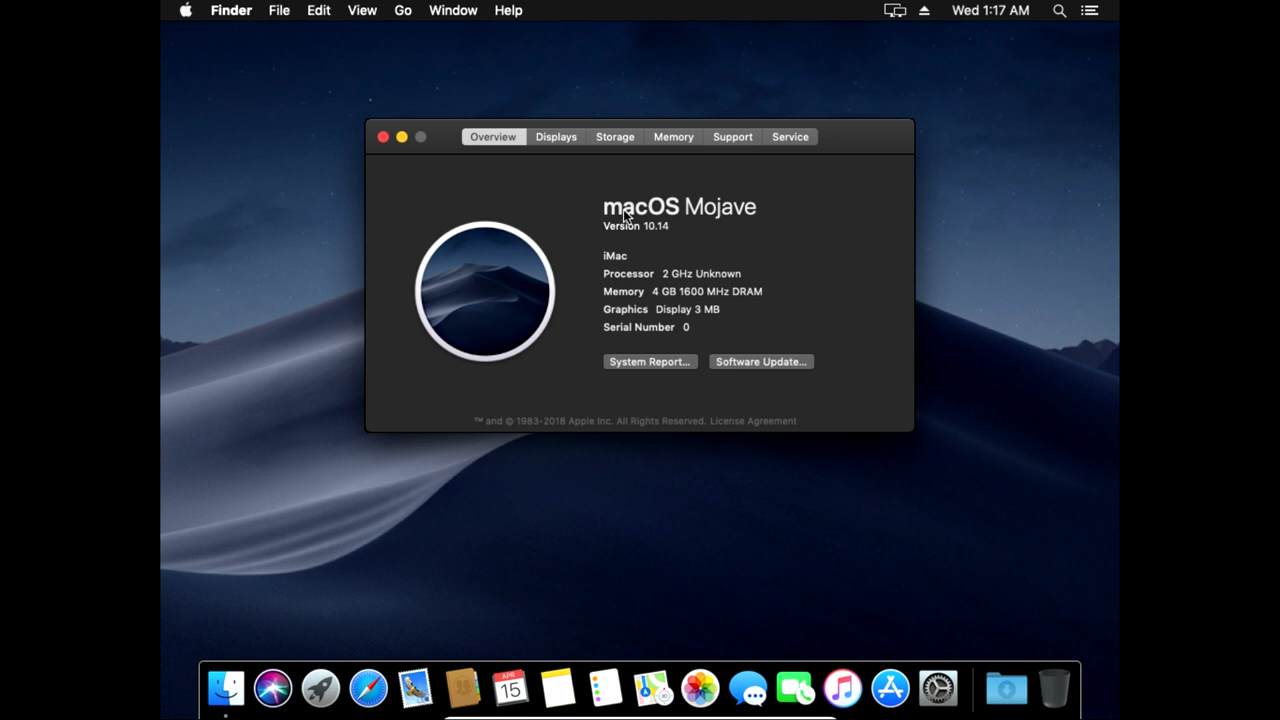 Finder File Edit View Go Window Help Wed 1:17 AM
Overview Displays Storage Memory Support Service
macOS Mojave
Version 10.14
iMac
Processor 2 GHz Unknown
Memory 4 GB 1600 MHz DRAM
Graphics Display 3 MB
Serial Number 0
System Report... Software Update...
™ and © 1983-2018 Apple Inc. All Rights Reserved. License Agreement
APR
15